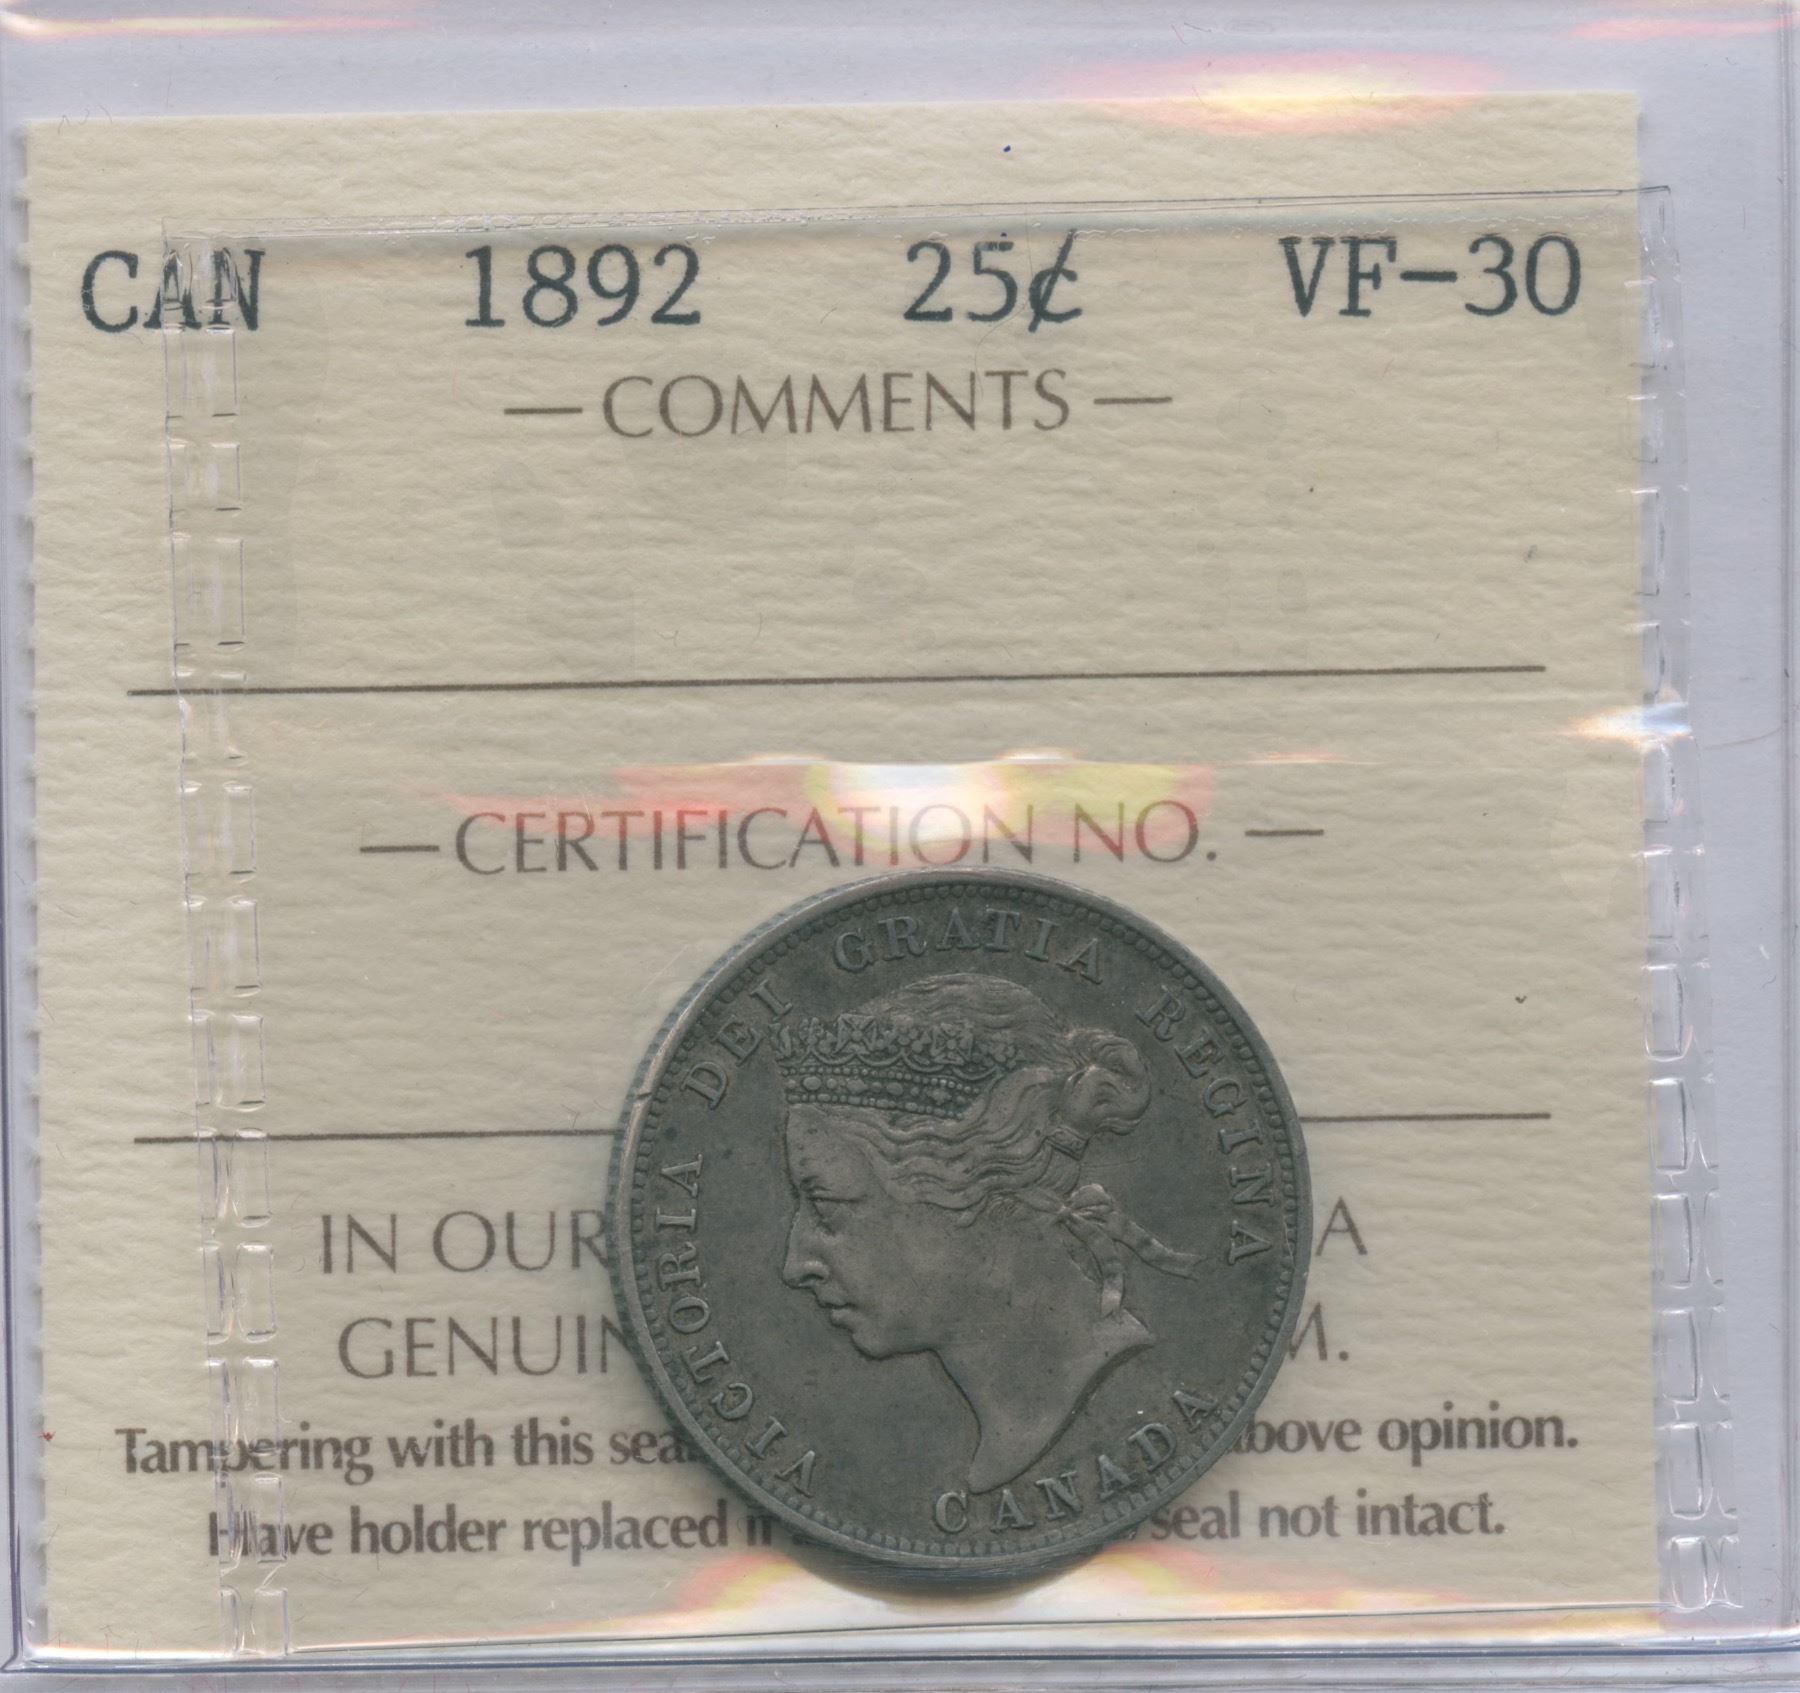 CAN 1892 25¢ VF-30
— COMMENTS —
— CERTIFICATION NO. —
IN OUR A
GENUIN M.
Tampering with this sea bove opinion.
Have holder replaced seal not intact.
VICTORIA DEI GRATIA REGINA
CANADA